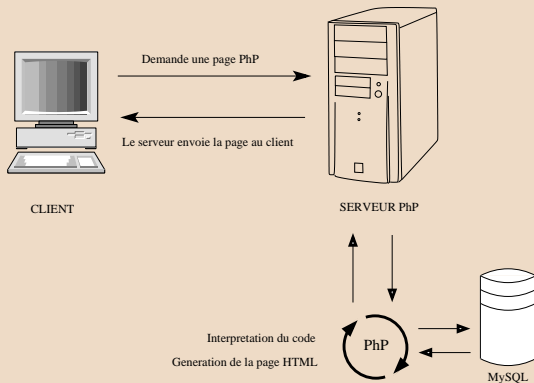 Demande une page PhP
Le serveur envoie la page au client
CLIENT
SERVEUR PhP
Interpretation du code
PhP
Generation de la page HTML
MySQL